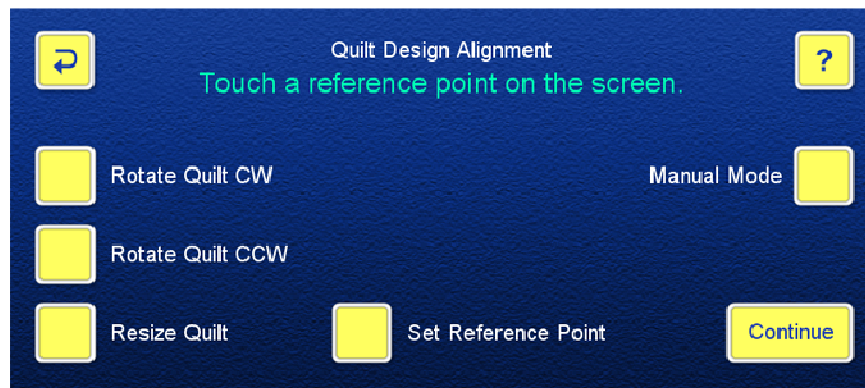 Quilt Design Alignment
?
Touch a reference point on the screen.
Rotate Quilt CW
Manual Mode
Rotate Quilt CCW
Resize Quilt
Set Reference Point
Continue